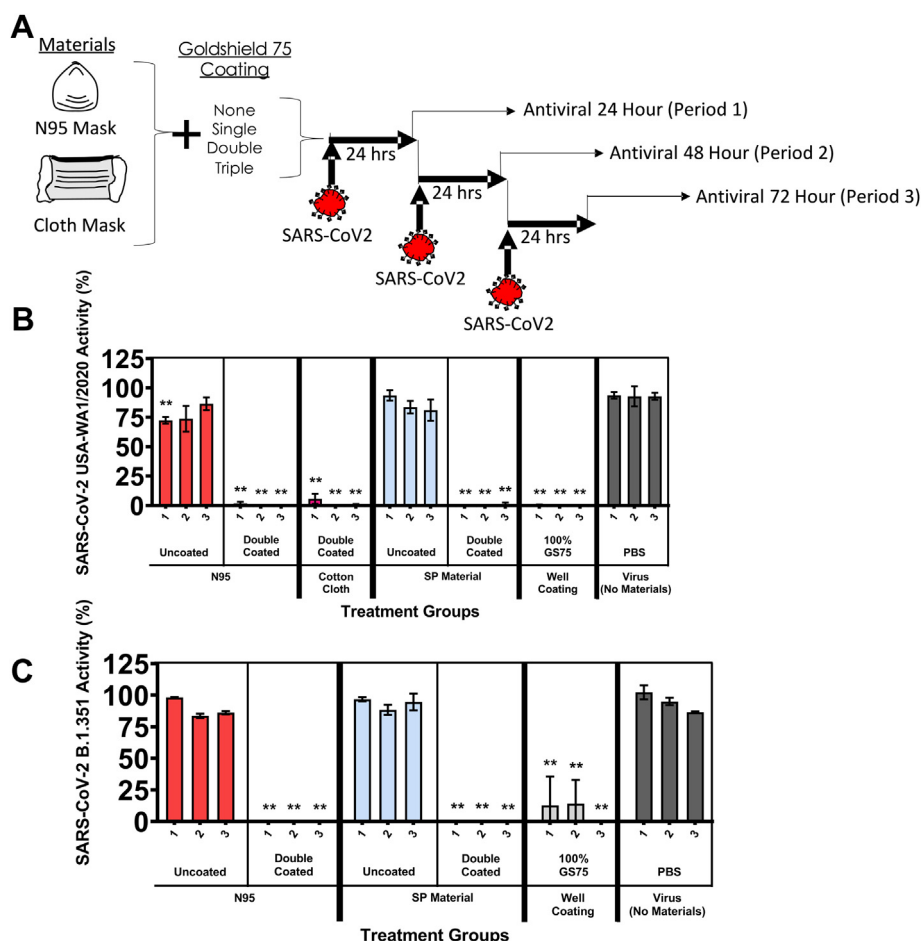 A
Materials
N95 Mask
Cloth Mask
+
Goldshield 75
Coating
None
Single
Double
Triple
24 hrs
24 hrs
24 hrs
SARS-CoV2
SARS-CoV2
SARS-CoV2
Antiviral 24 Hour (Period 1)
Antiviral 48 Hour (Period 2)
Antiviral 72 Hour (Period 3)
B
SARS-CoV-2 USA-WA1/2020 Activity (%)
125
100
75
50
25
0
** ** ** ** ** ** ** ** ** ** ** ** **
1 2 3 1 2 3 1 2 3 1 2 3 1 2 3 1 2 3 1 2 3
Uncoated Double Coated Double Coated Uncoated Double Coated 100% GS75 PBS
N95 Cotton Cloth SP Material Well Coating Virus (No Materials)
Treatment Groups
C
SARS-CoV-2 B.1.351 Activity (%)
125
100
75
50
25
0
** ** ** ** ** ** ** ** **
1 2 3 1 2 3 1 2 3 1 2 3 1 2 3 1 2 3
Uncoated Double Coated Uncoated Double Coated 100% GS75 PBS
N95 SP Material Well Coating Virus (No Materials)
Treatment Groups